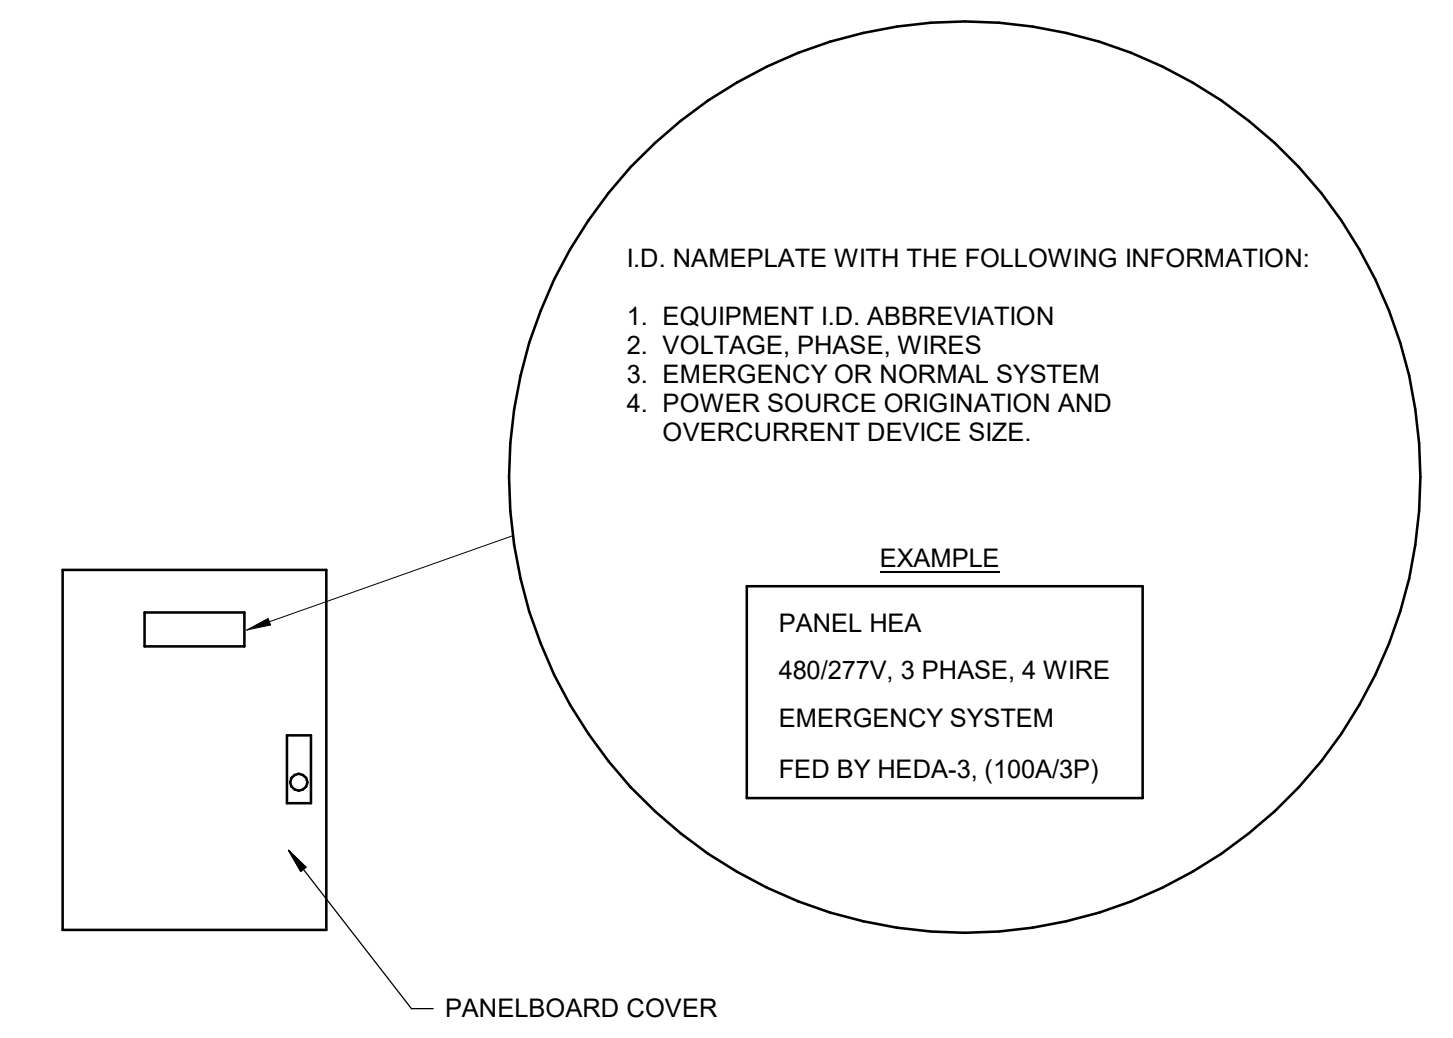 I.D. NAMEPLATE WITH THE FOLLOWING INFORMATION:
1. EQUIPMENT I.D. ABBREVIATION
2. VOLTAGE, PHASE, WIRES
3. EMERGENCY OR NORMAL SYSTEM
4. POWER SOURCE ORIGINATION AND
OVERCURRENT DEVICE SIZE.
EXAMPLE
PANEL HEA
480/277V, 3 PHASE, 4 WIRE
EMERGENCY SYSTEM
FED BY HEDA-3, (100A/3P)
PANELBOARD COVER